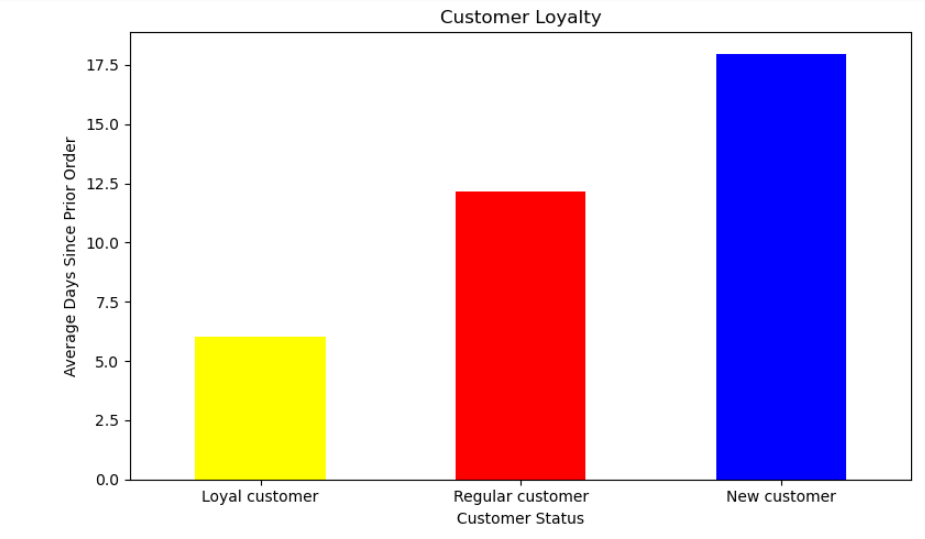 Customer Loyalty
Average Days Since Prior Order
17.5
15.0
12.5
10.0
7.5
5.0
2.5
0.0
Loyal customer Regular customer New customer
Customer Status